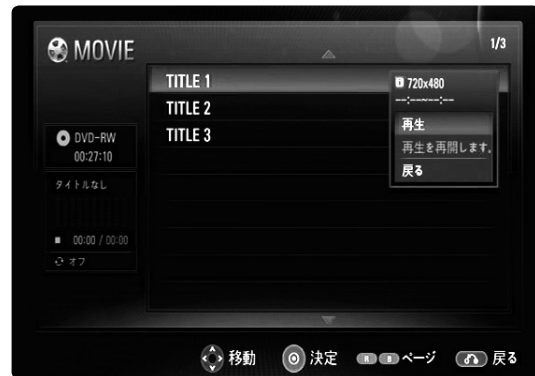 MOVIE
1/3
TITLE 1
TITLE 2
TITLE 3
720x480
--:--~--:--
再生
再生を再開します。
戻る
DVD-RW
00:27:10
タイトルなし
00:00 / 00:00
オフ
移動 決定 R B ページ 戻る